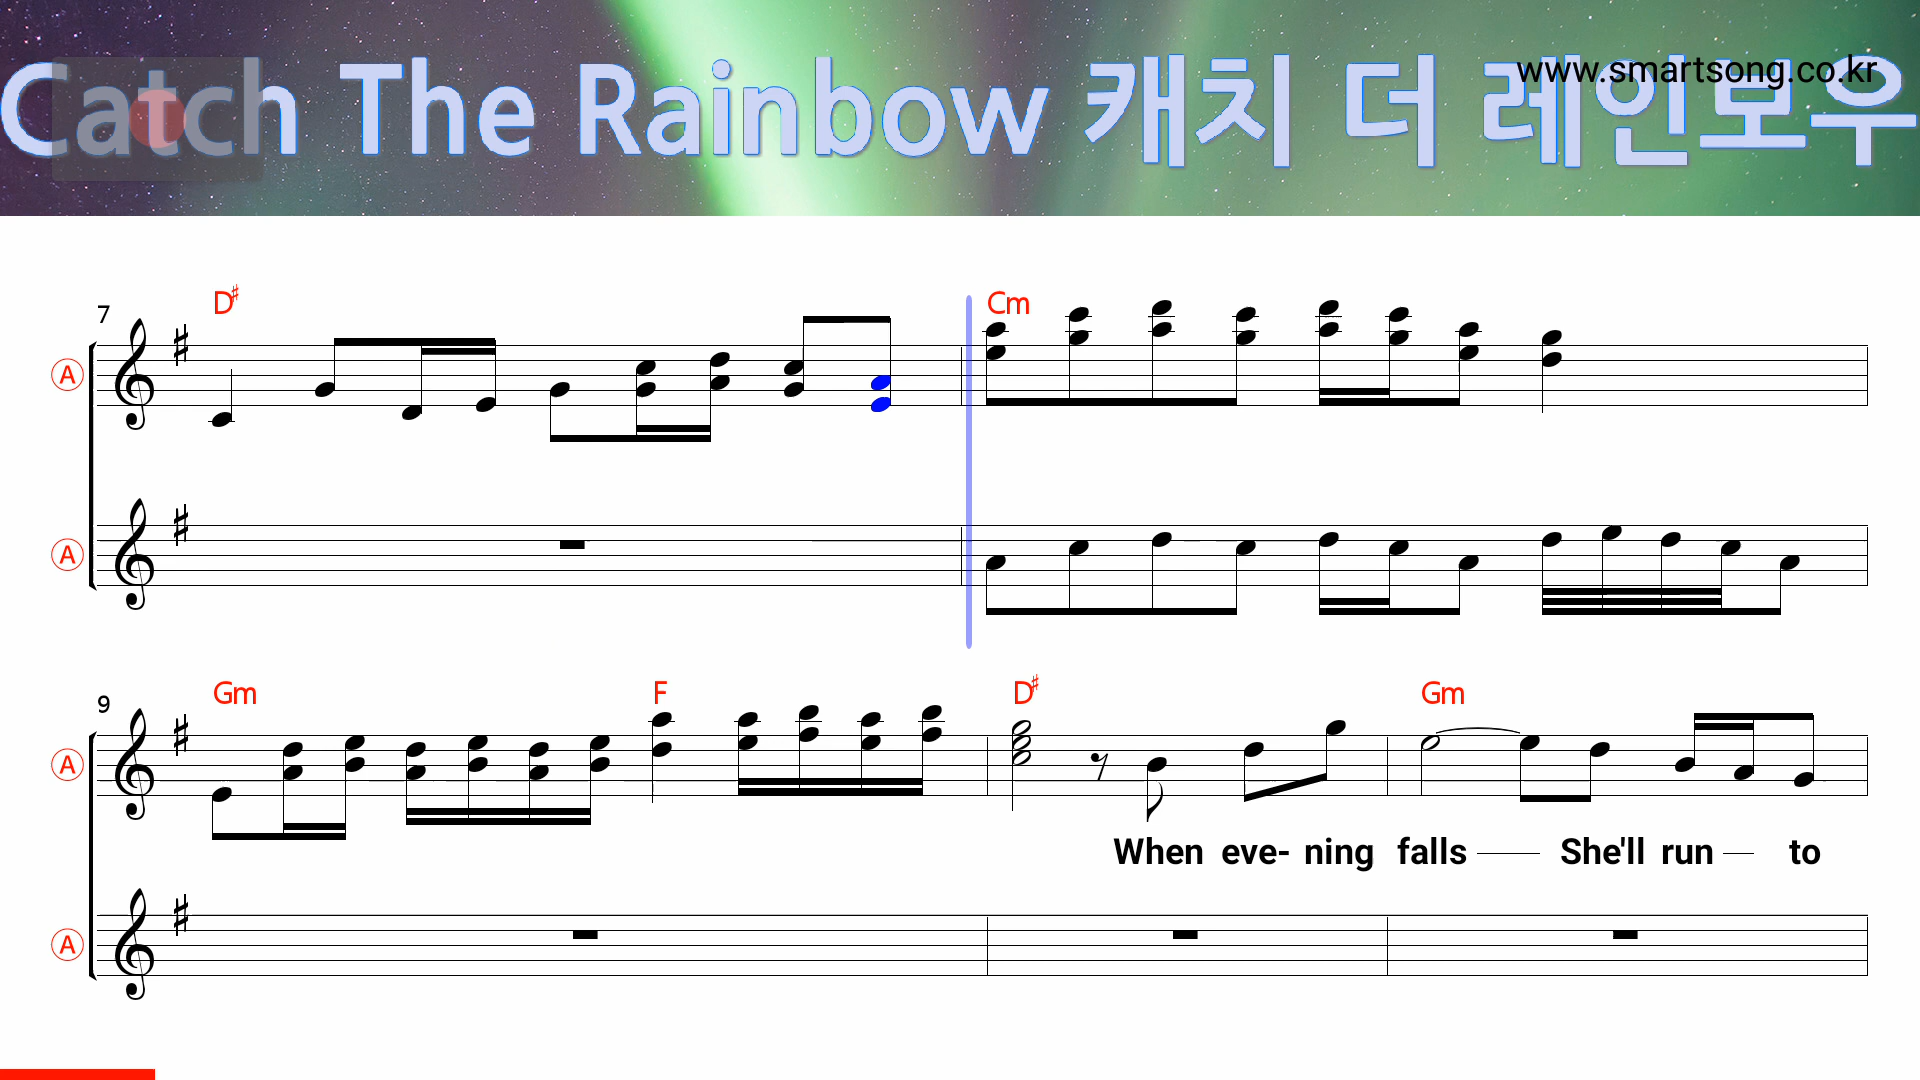 Catch The Rainbow 캐치 더 레인보우
www.smartsong.co.kr
7 D♯ Cm
A
A
9 Gm F D♯ Gm
A
When eve- ning falls She'll run to
A